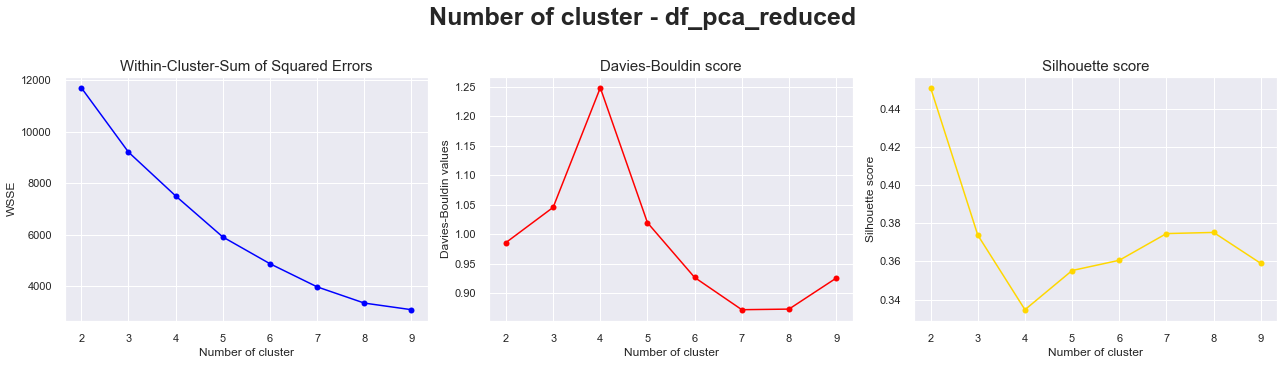 Number of cluster - df_pca_reduced
Within-Cluster-Sum of Squared Errors
WSSE
12000
10000
8000
6000
4000
2 3 4 5 6 7 8 9
Number of cluster
Davies-Bouldin score
Davies-Bouldin values
1.25
1.20
1.15
1.10
1.05
1.00
0.95
0.90
2 3 4 5 6 7 8 9
Number of cluster
Silhouette score
Silhouette score
0.44
0.42
0.40
0.38
0.36
0.34
2 3 4 5 6 7 8 9
Number of cluster